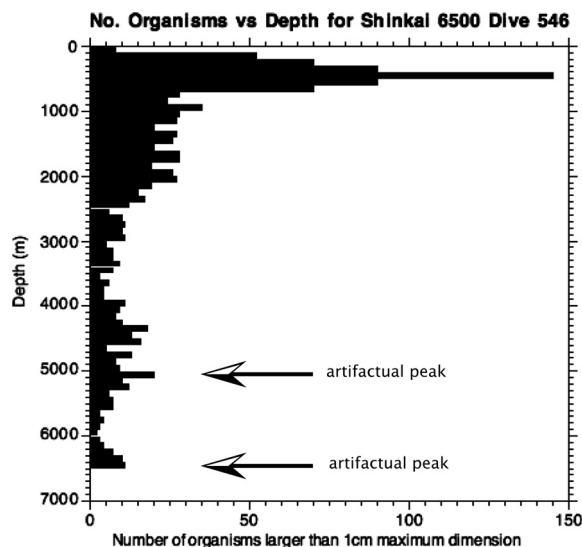 No. Organisms vs Depth for Shinkai 6500 Dive 546
0
1000
2000
3000
4000
5000
6000
7000
Depth (m)
artifactual peak
artifactual peak
0 50 100 150
Number of organisms larger than 1cm maximum dimension